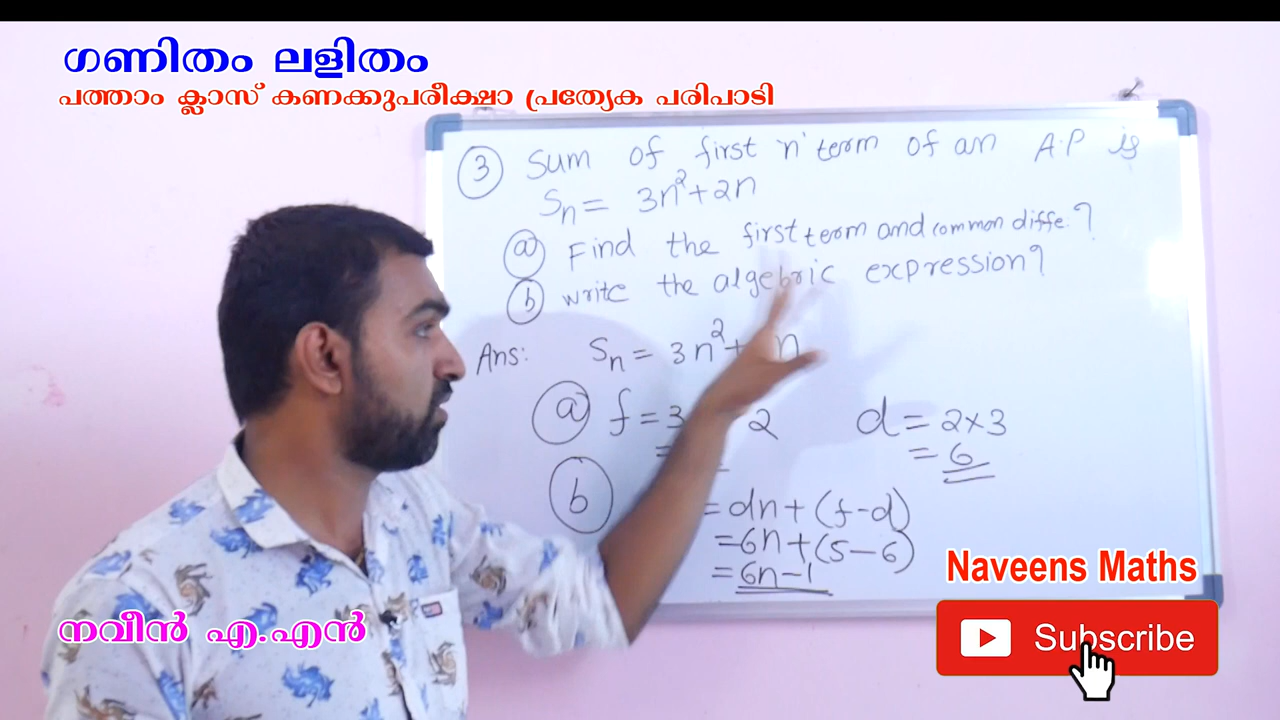 ഗണിതം ലളിതം
പത്താം ക്ലാസ് കണക്കുപരീക്ഷാ പ്രത്യേക പരിപാടി
3 Sum of first 'n' term of an A.P is
Sn = 3n²+2n
a Find the first term and common diffe.?
b write the algebric expression?
Ans: Sn = 3n²+ n
a f = 3 2 d = 2×3
= = 6
b = dn+(f-d)
=6n+(5-6)
= 6n-1
Naveens Maths
നവീൻ എ.എൻ
Subscribe